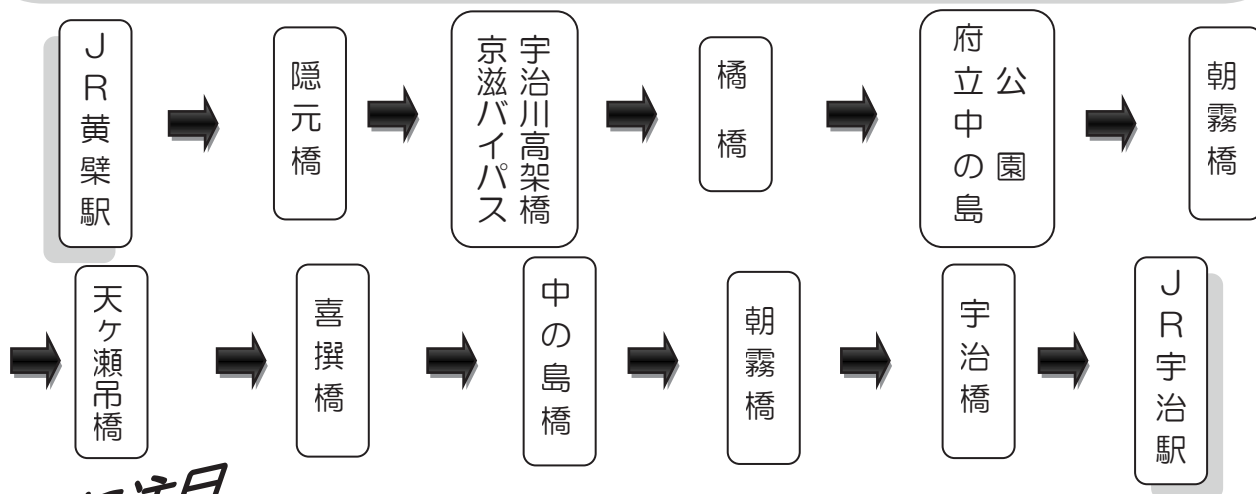 JR黄檗駅
隠元橋
宇治川高架橋
京滋バイパス
橘橋
府立中の島
公園
朝霧橋
天ヶ瀬吊橋
喜撰橋
中の島橋
朝霧橋
宇治橋
JR宇治駅
注目